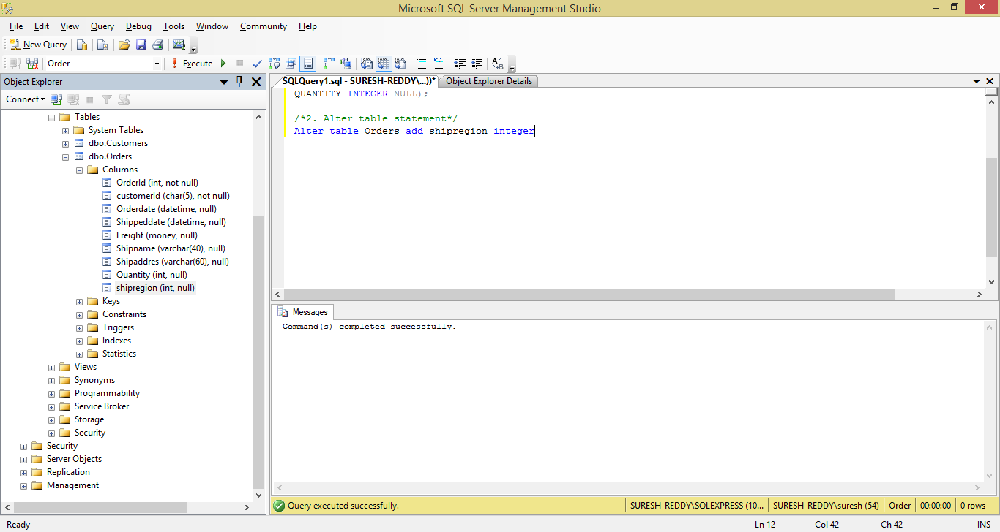 Microsoft SQL Server Management Studio
File Edit View Query Debug Tools Window Community Help
New Query
Order Execute
Object Explorer
Connect
Tables
System Tables
dbo.Customers
dbo.Orders
Columns
OrderId (int, not null)
customerId (char(5), not null)
Orderdate (datetime, null)
Shippeddate (datetime, null)
Freight (money, null)
Shipname (varchar(40), null)
Shipaddres (varchar(60), null)
Quantity (int, null)
shipregion (int, null)
Keys
Constraints
Triggers
Indexes
Statistics
Views
Synonyms
Programmability
Service Broker
Storage
Security
Security
Server Objects
Replication
Management
SQLQuery1.sql - SURESH-REDDY\...))* Object Explorer Details
QUANTITY INTEGER NULL);
/*2. Alter table statement*/
Alter table Orders add shipregion integer
Messages
Command(s) completed successfully.
Query executed successfully. SURESH-REDDY\SQLEXPRESS (10... SURESH-REDDY\suresh (54) Order 00:00:00 0 rows
Ready Ln 12 Col 42 Ch 42 INS